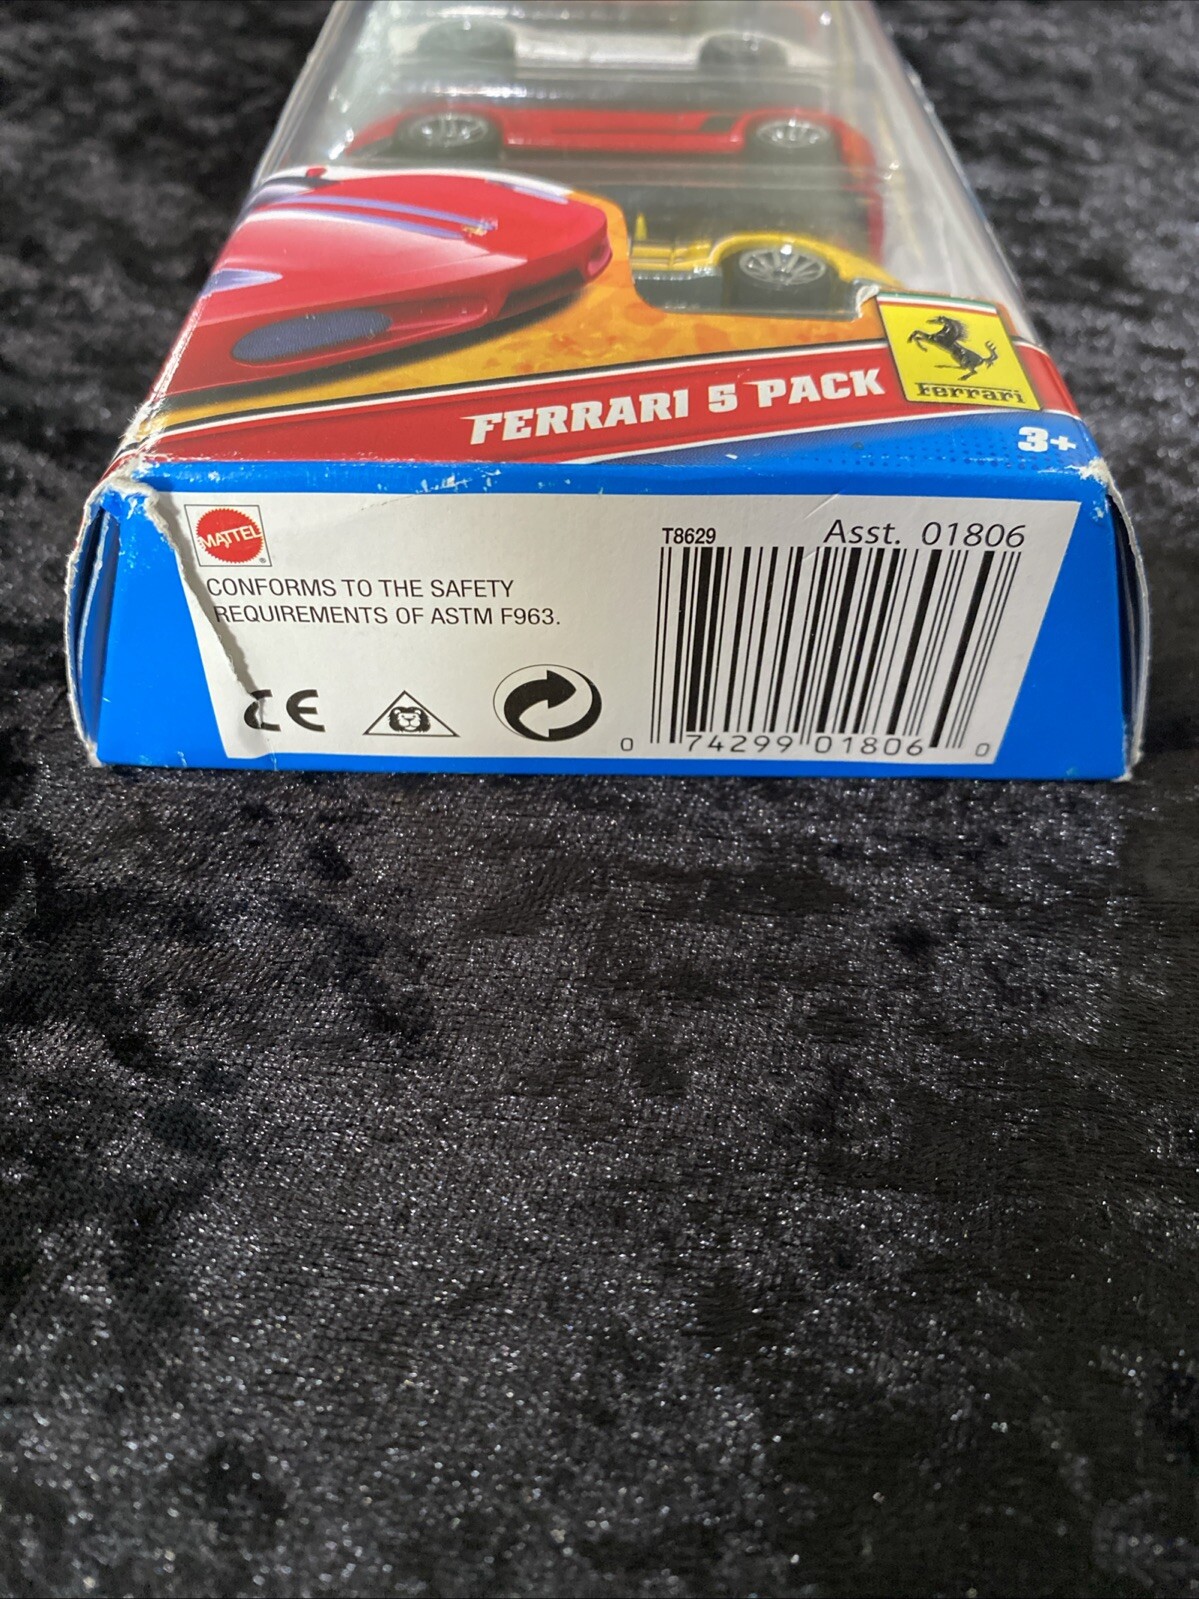 FERRARI 5 PACK
Ferrari
3+
MATTEL
®
CONFORMS TO THE SAFETY
REQUIREMENTS OF ASTM F963.
CE
T8629
Asst. 01806
0 74299 01806 0